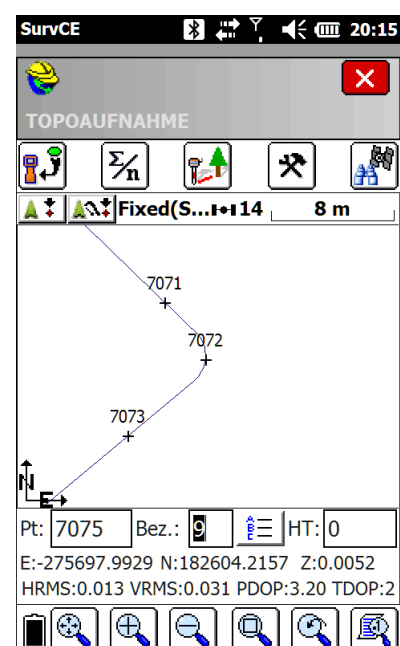 SurvCE 20:15
TOPOAUFNAHME
Σ/n
Fixed(S...14 8 m
7071
7072
7073
N
E
Pt: 7075 Bez.: 9 HT: 0
E:-275697.9929 N:182604.2157 Z:0.0052
HRMS:0.013 VRMS:0.031 PDOP:3.20 TDOP:2